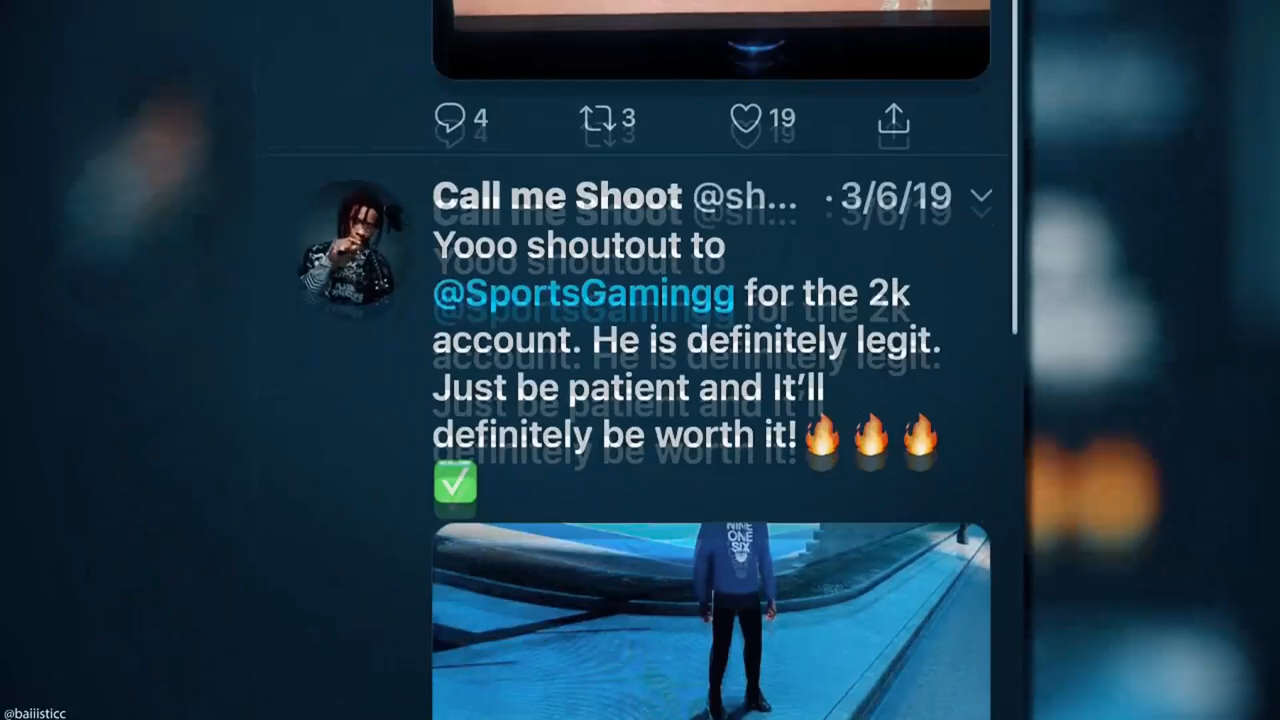 4 3 19
Call me Shoot @sh... · 3/6/19
Yooo shoutout to
@SportsGamingg for the 2k
account. He is definitely legit.
Just be patient and It’ll
definitely be worth it!🔥🔥🔥
✅
NINE
ONE
SIX
@baiiisticc